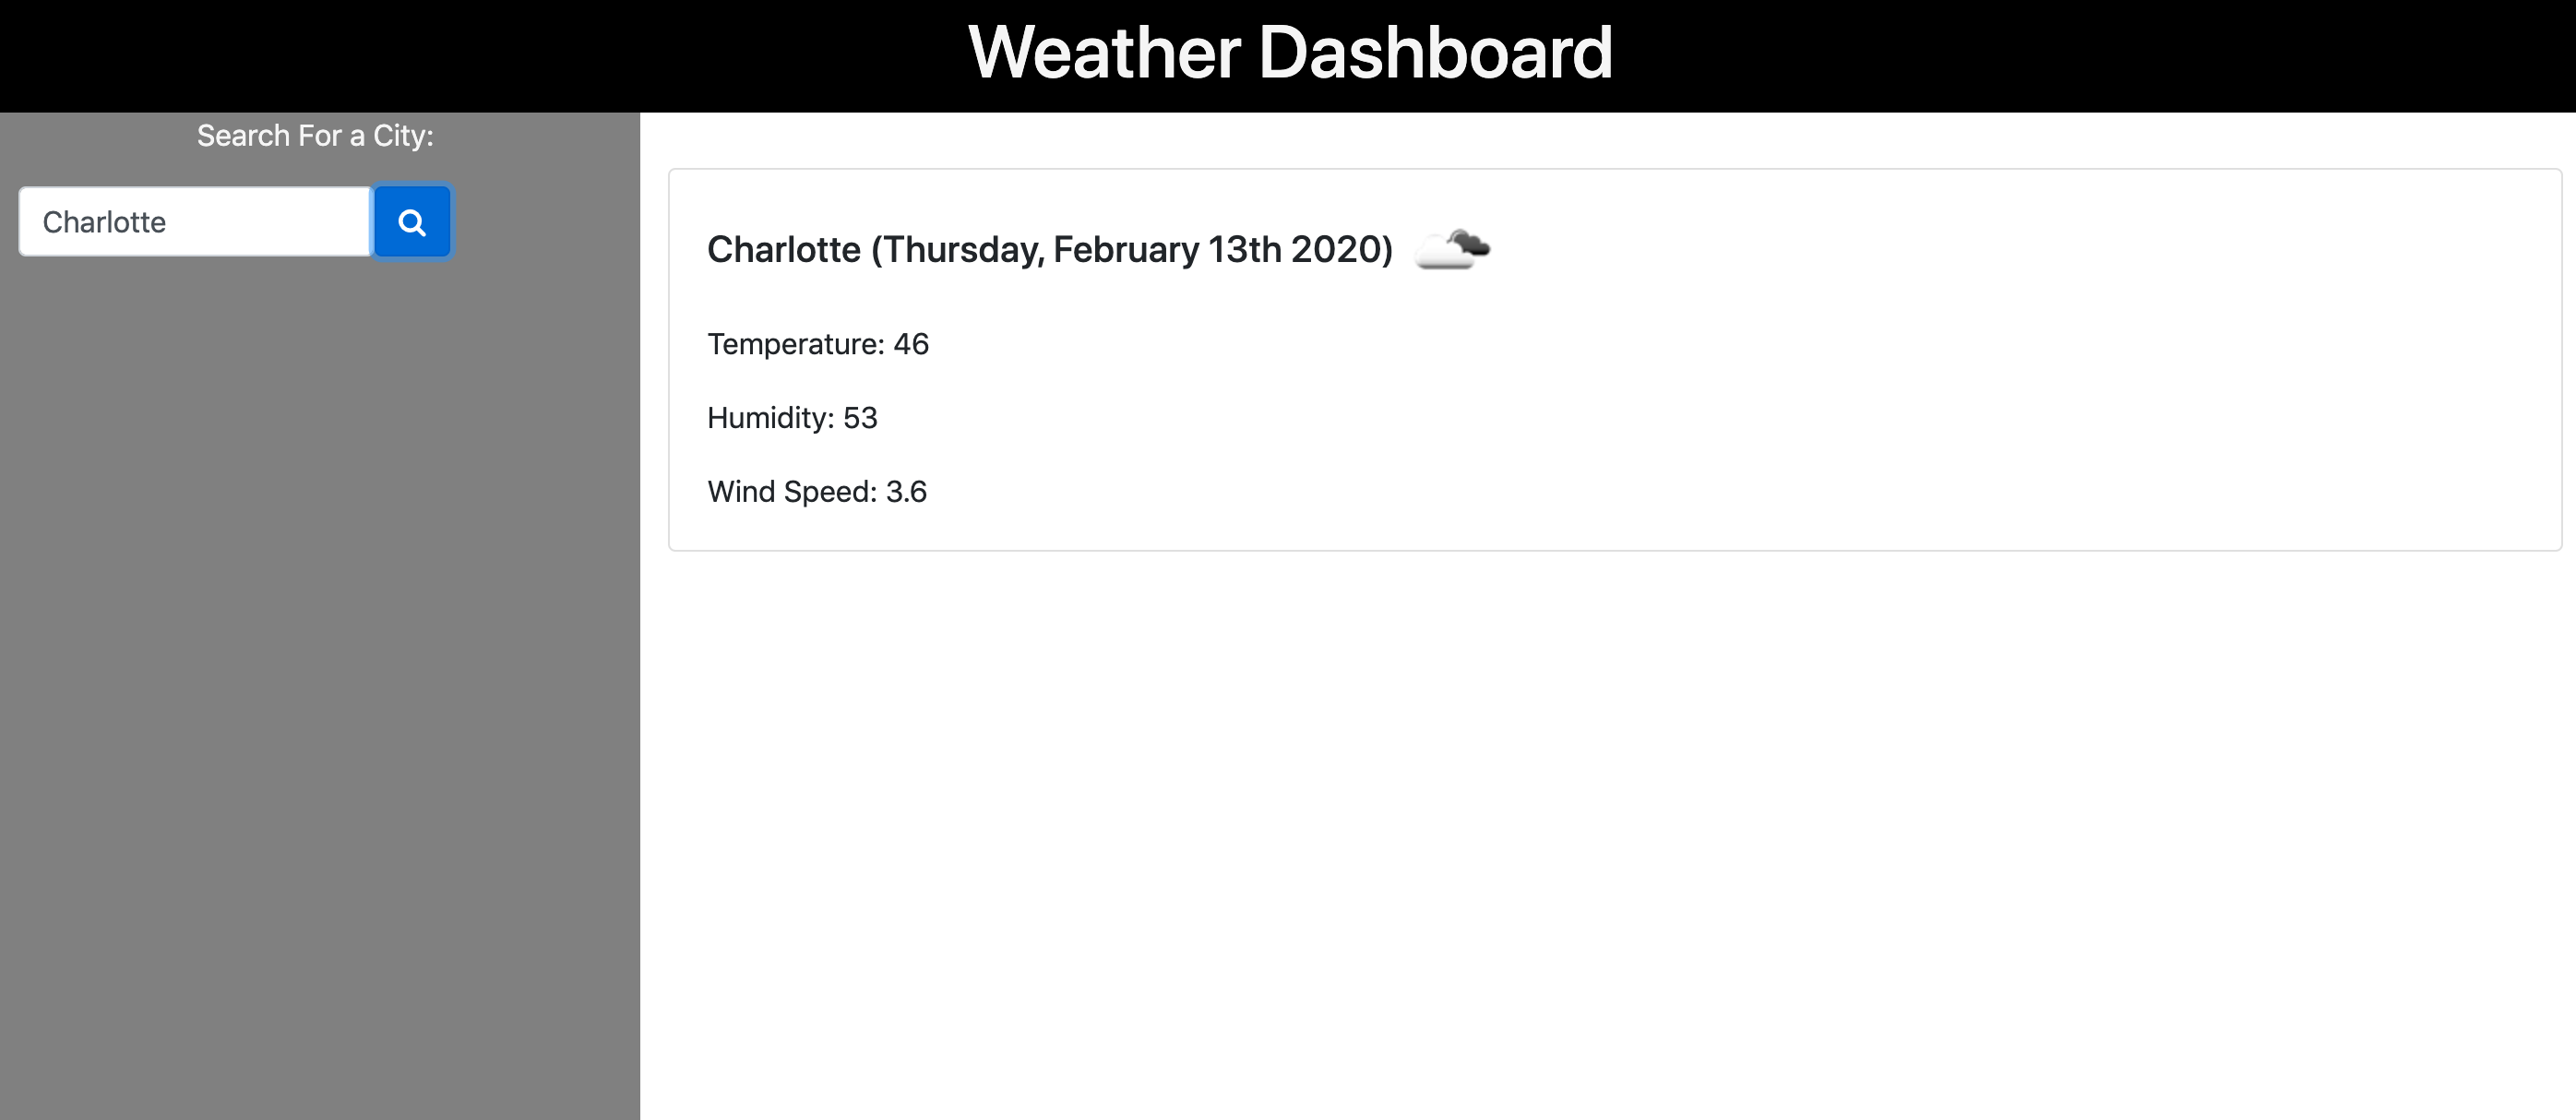 Weather Dashboard
Search For a City:
Charlotte
Charlotte (Thursday, February 13th 2020)
Temperature: 46
Humidity: 53
Wind Speed: 3.6